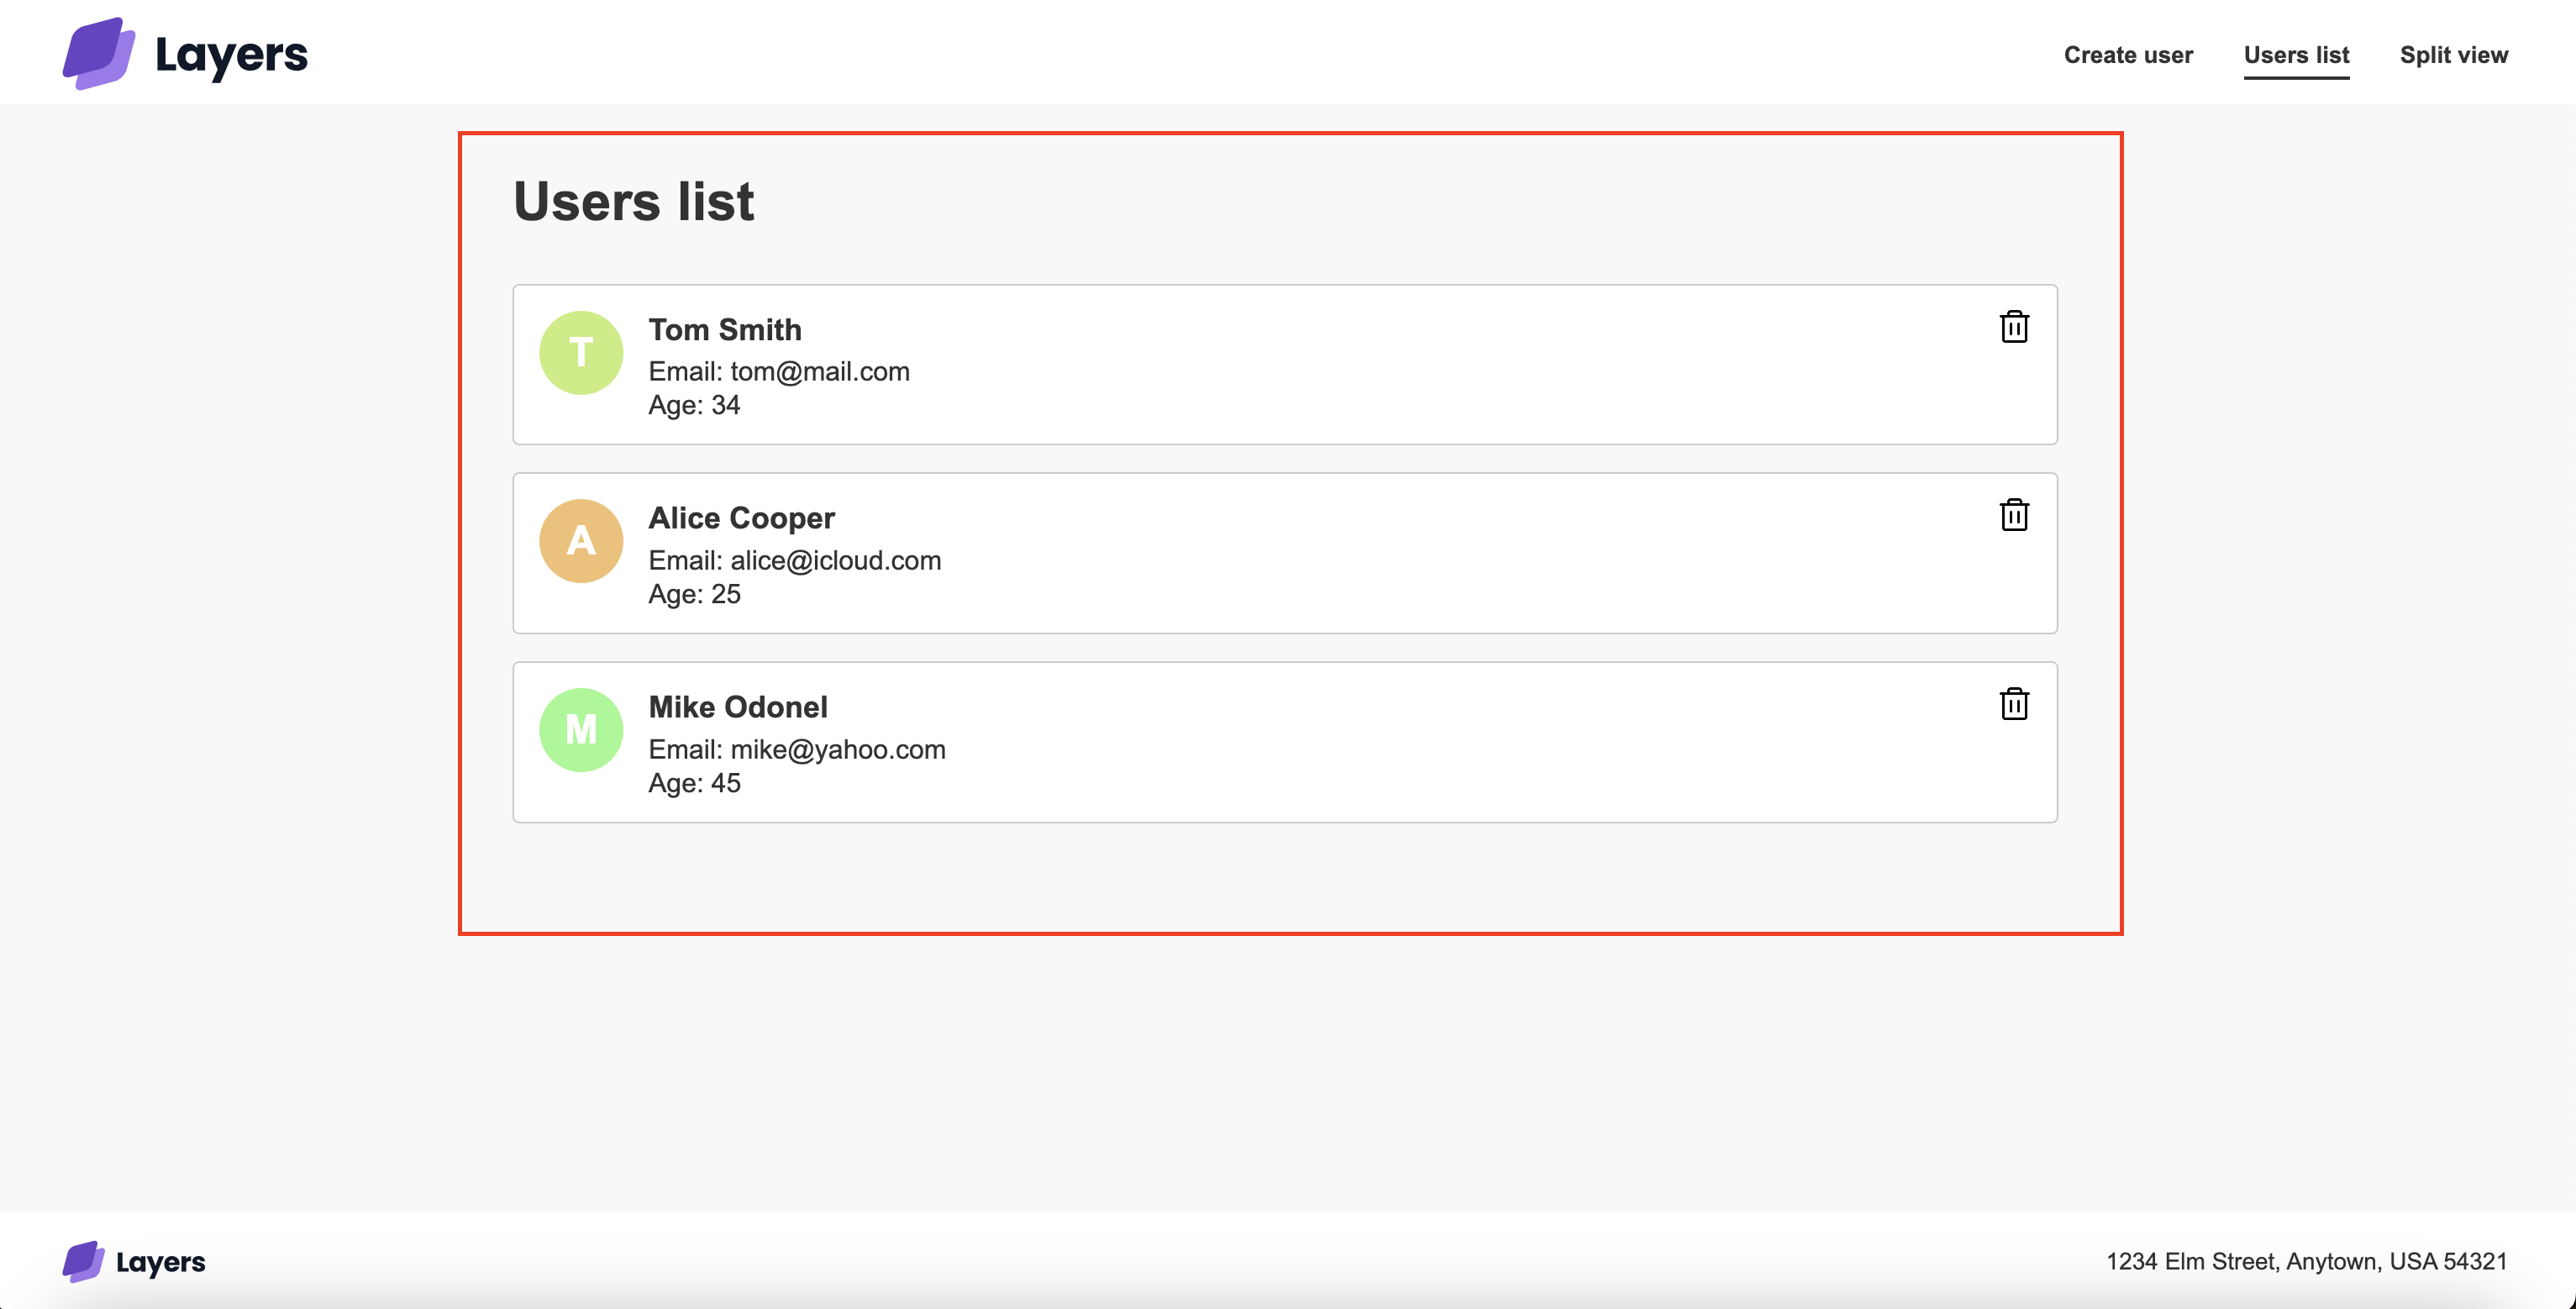 Layers
Create user Users list Split view
Users list
T
Tom Smith
Email: tom@mail.com
Age: 34
A
Alice Cooper
Email: alice@icloud.com
Age: 25
M
Mike Odonel
Email: mike@yahoo.com
Age: 45
Layers
1234 Elm Street, Anytown, USA 54321